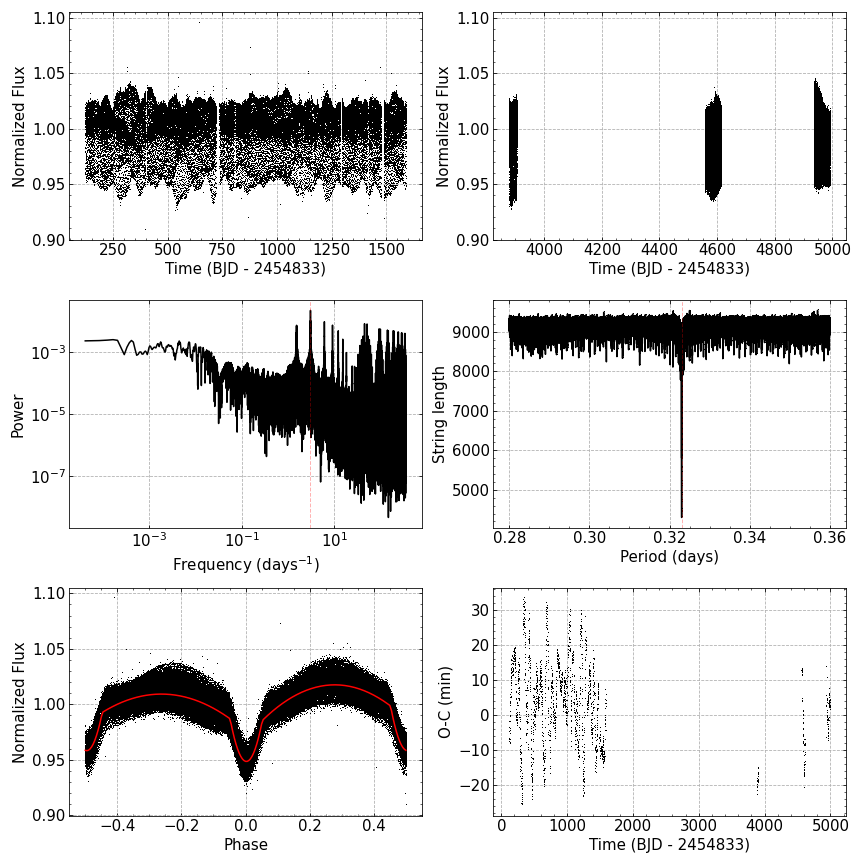 1.10
1.05
1.00
0.95
0.90
Normalized Flux
250 500 750 1000 1250 1500
Time (BJD - 2454833)
1.10
1.05
1.00
0.95
0.90
Normalized Flux
4000 4200 4400 4600 4800 5000
Time (BJD - 2454833)
10⁻³
10⁻⁵
10⁻⁷
Power
10⁻³ 10⁻¹ 10¹
Frequency (days⁻¹)
9000
8000
7000
6000
5000
String length
0.28 0.30 0.32 0.34 0.36
Period (days)
1.10
1.05
1.00
0.95
0.90
Normalized Flux
−0.4 −0.2 0.0 0.2 0.4
Phase
30
20
10
0
−10
−20
O-C (min)
0 1000 2000 3000 4000 5000
Time (BJD - 2454833)